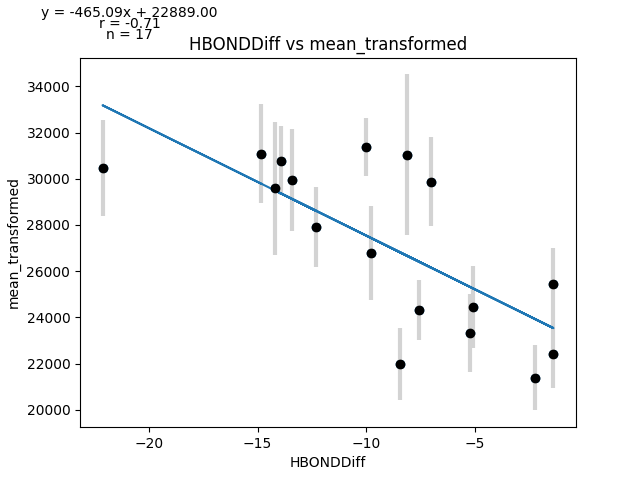 y = -465.09x + 22889.00
r = -0.71
n = 17
HBONDDiff vs mean_transformed
34000
32000
30000
28000
26000
24000
22000
20000
mean_transformed
−20
−15
−10
−5
HBONDDiff